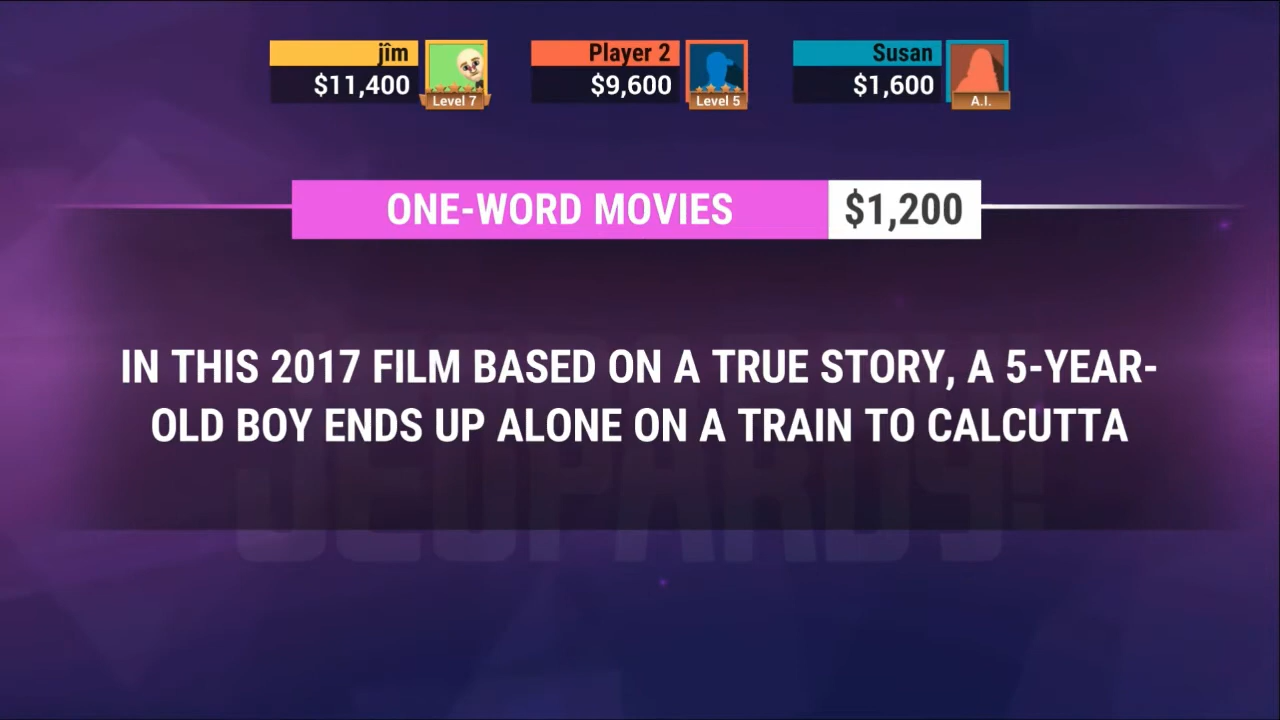 jîm
$11,400
Level 7
Player 2
$9,600
Level 5
Susan
$1,600
A.I.
ONE-WORD MOVIES
$1,200
IN THIS 2017 FILM BASED ON A TRUE STORY, A 5-YEAR-
OLD BOY ENDS UP ALONE ON A TRAIN TO CALCUTTA
JEOPARDY!